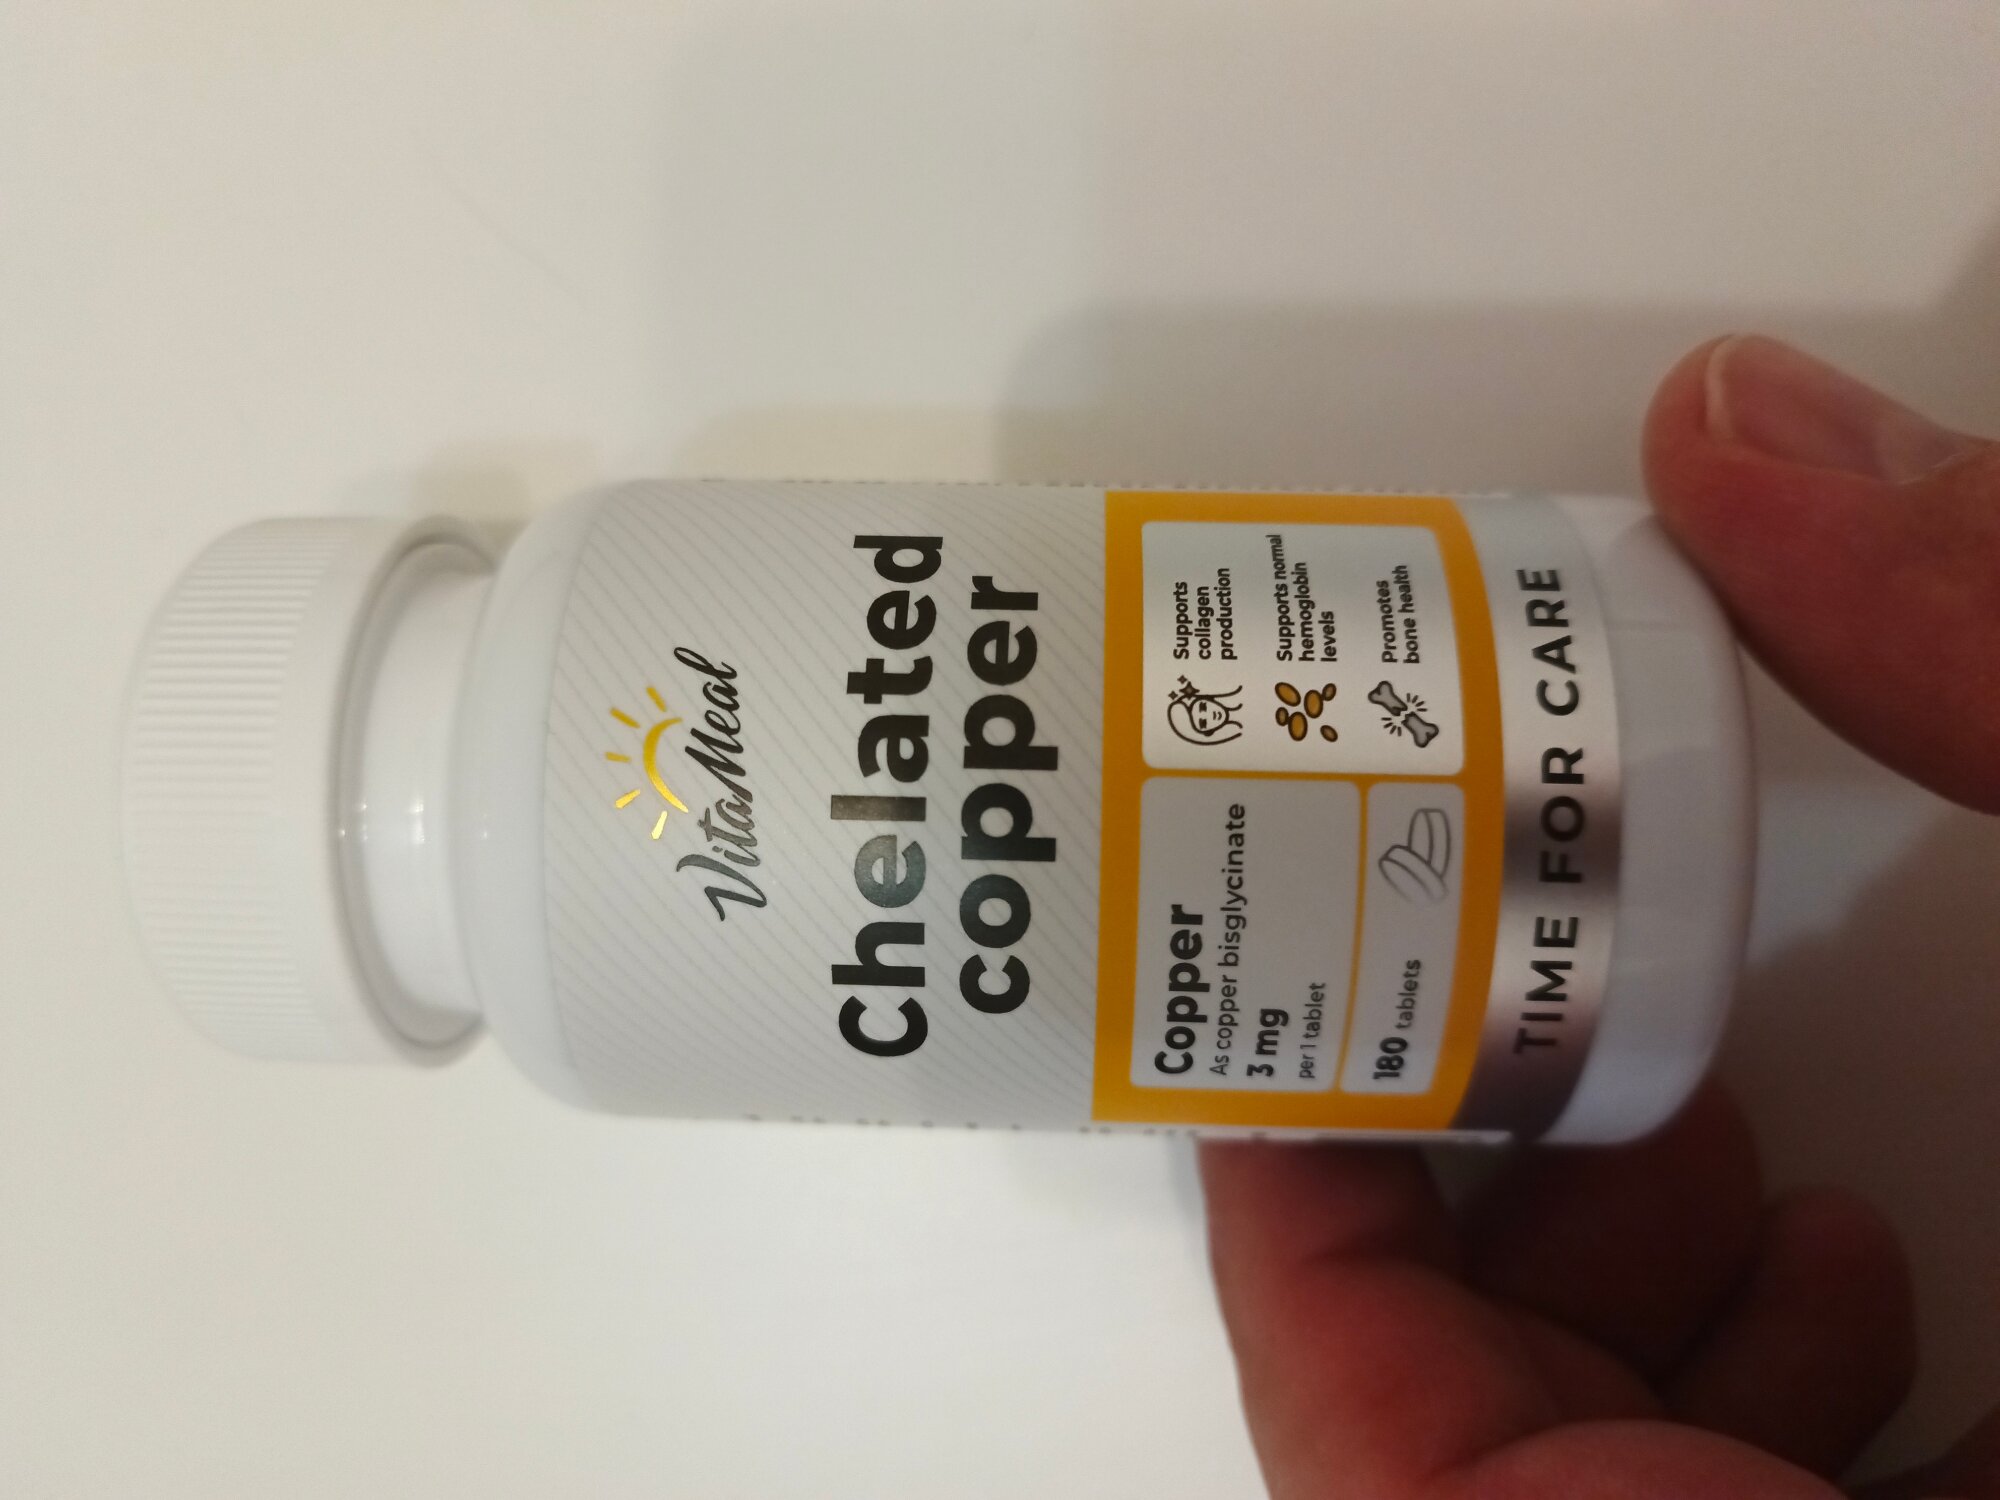 VitaMeal
Chelated
copper
Copper
As copper bisglycinate
3 mg
per 1 tablet
180 tablets
Supports
collagen
production
Supports normal
hemoglobin
levels
Promotes
bone health
TIME FOR CARE